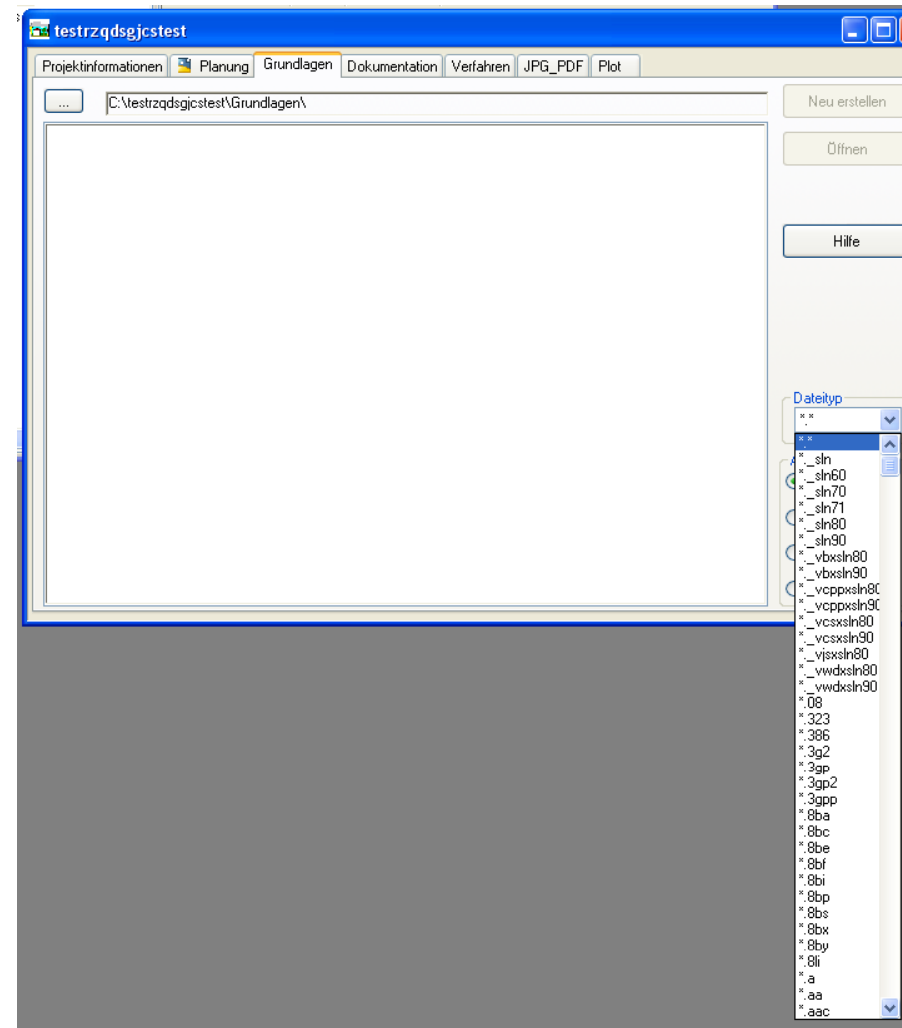 testrzqdsgjcstest
Projektinformationen Planung Grundlagen Dokumentation Verfahren JPG_PDF Plot
... C:\testrzqdsgjcstest\Grundlagen\ Neu erstellen
Öffnen
Hilfe
Dateityp
*.*
*.*
*._sln
*._sln60
*._sln70
*._sln71
*._sln80
*._sln90
*._vbxsln80
*._vbxsln90
*._vcppxsln80
*._vcppxsln90
*._vcsxsln80
*._vcsxsln90
*._vjsxsln80
*._vwdxsln80
*._vwdxsln90
*.08
*.323
*.386
*.3g2
*.3gp
*.3gp2
*.3gpp
*.8ba
*.8bc
*.8be
*.8bf
*.8bi
*.8bp
*.8bs
*.8bx
*.8by
*.8li
*.a
*.aa
*.aac